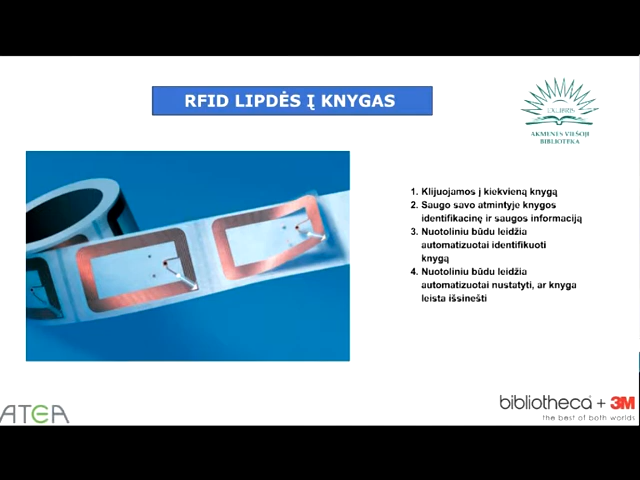 RFID LIPDĖS Į KNYGAS
EX LIBRIS
AKMENĖS VIEŠOJI
BIBLIOTEKA
1. Klijuojamos į kiekvieną knygą
2. Saugo savo atmintyje knygos
identifikacinę ir saugos informaciją
3. Nuotoliniu būdu leidžia
automatizuotai identifikuoti
knygą
4. Nuotoliniu būdu leidžia
automatizuotai nustatyti, ar knyga
leista išsinešti
ATEA
bibliotheca + 3M
the best of both worlds